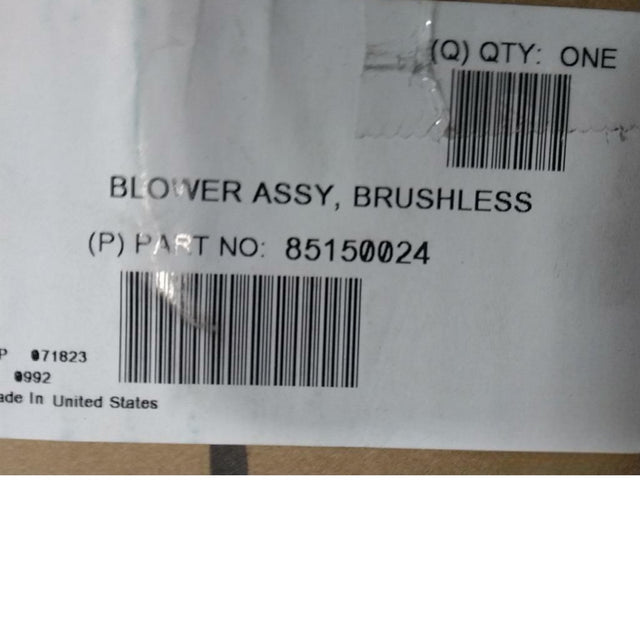 (Q) QTY: ONE
BLOWER ASSY, BRUSHLESS
(P) PART NO: 85150024
P 071823
0992
ade In United States